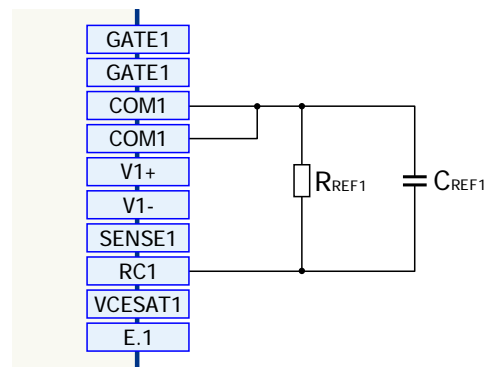 GATE1
GATE1
COM1
COM1
V1+
V1-
SENSE1
RC1
VCESAT1
E.1
RREF1
CREF1